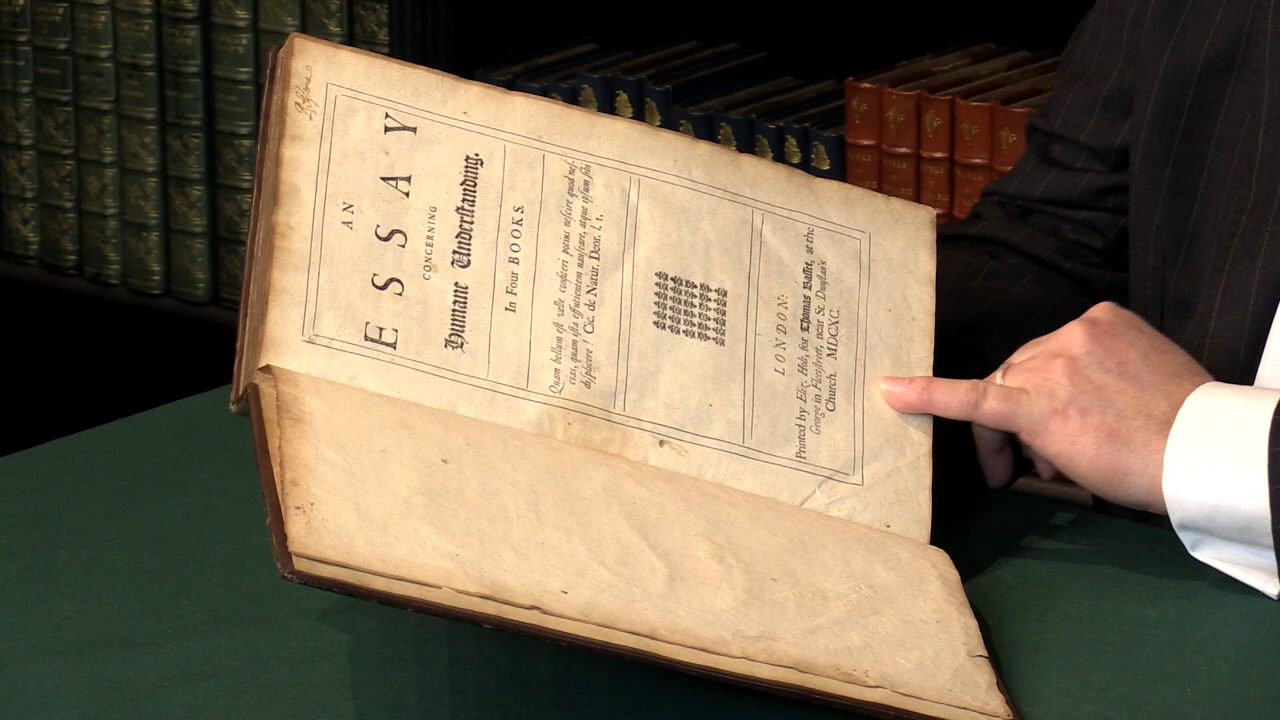 AN
ESSAY
CONCERNING
Humane Understanding.
In Four BOOKS.
Quam bellum est velle confiteri potius nescire quod nes-
cias, quam ista effutientem nauseare, atque ipsum sibi
displicere! Cic. de Natur. Deor. l. 1.
LONDON:
Printed by Eliz. Holt, for Thomas Basset, at the
George in Fleetstreet, near St. Dunstan's
Church. MDCXC.